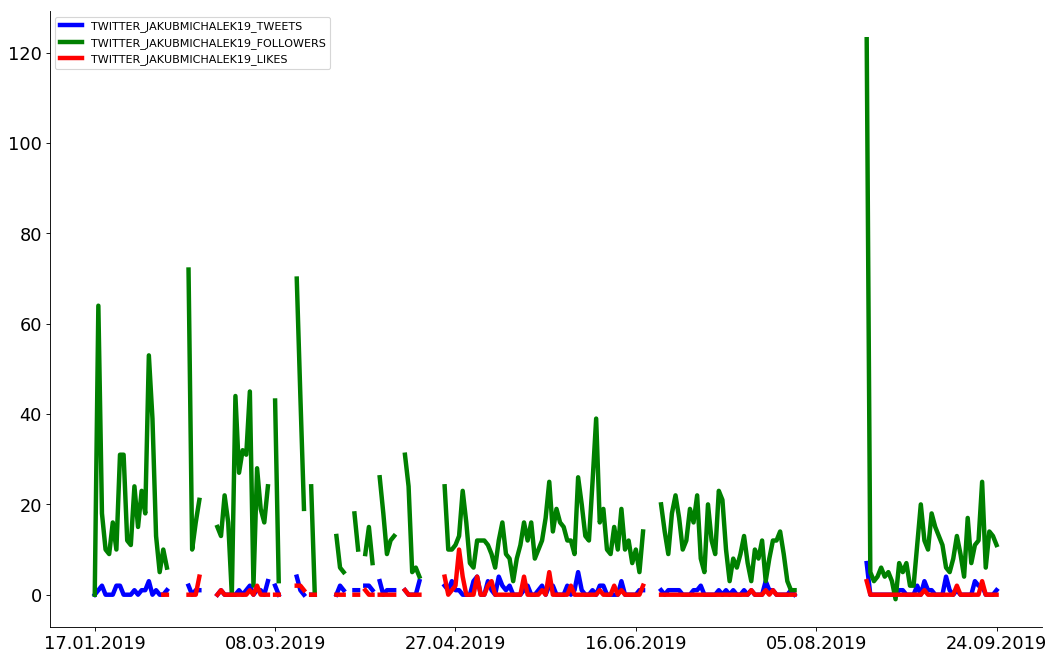 TWITTER_JAKUBMICHALEK19_TWEETS
TWITTER_JAKUBMICHALEK19_FOLLOWERS
TWITTER_JAKUBMICHALEK19_LIKES
120
100
80
60
40
20
0
17.01.2019 08.03.2019 27.04.2019 16.06.2019 05.08.2019 24.09.2019